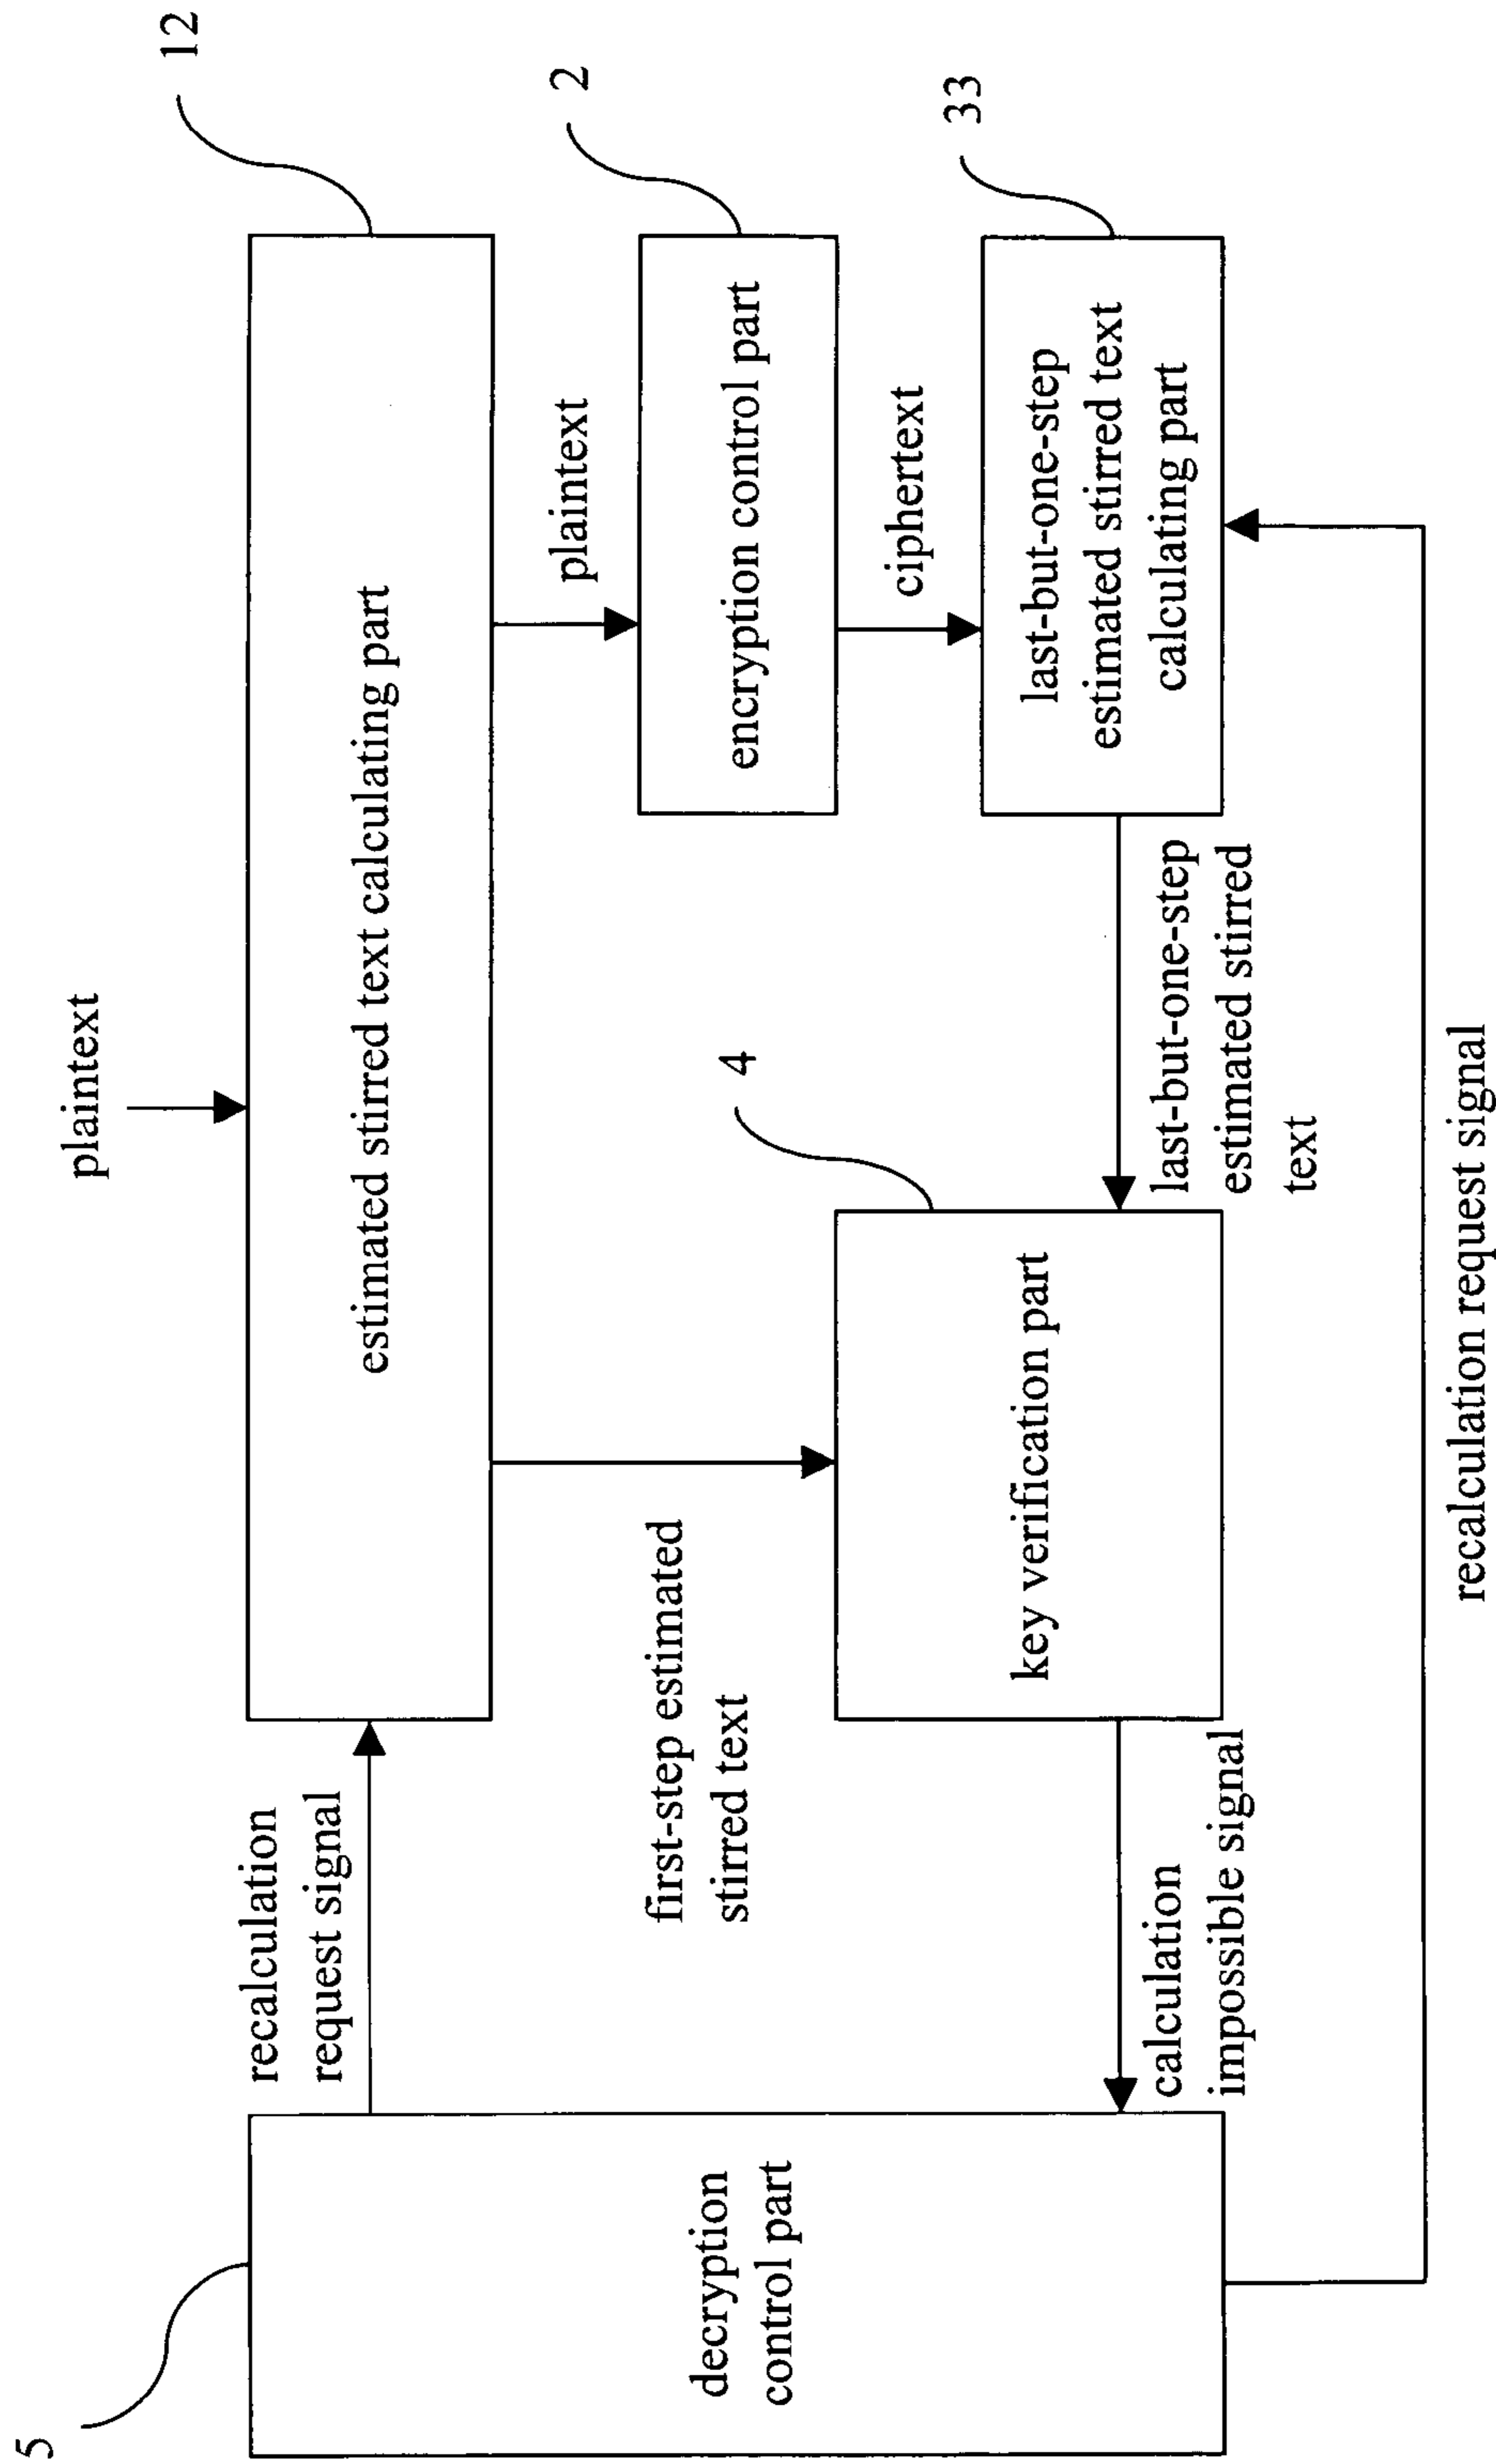 plaintext
12
estimated stirred text calculating part
recalculation
request signal
5
decryption
control part
first-step estimated
stirred text
plaintext
2
encryption control part
ciphertext
4
key verification part
33
last-but-one-step
estimated stirred text
calculating part
last-but-one-step
estimated stirred
text
calculation
impossible signal
recalculation request signal